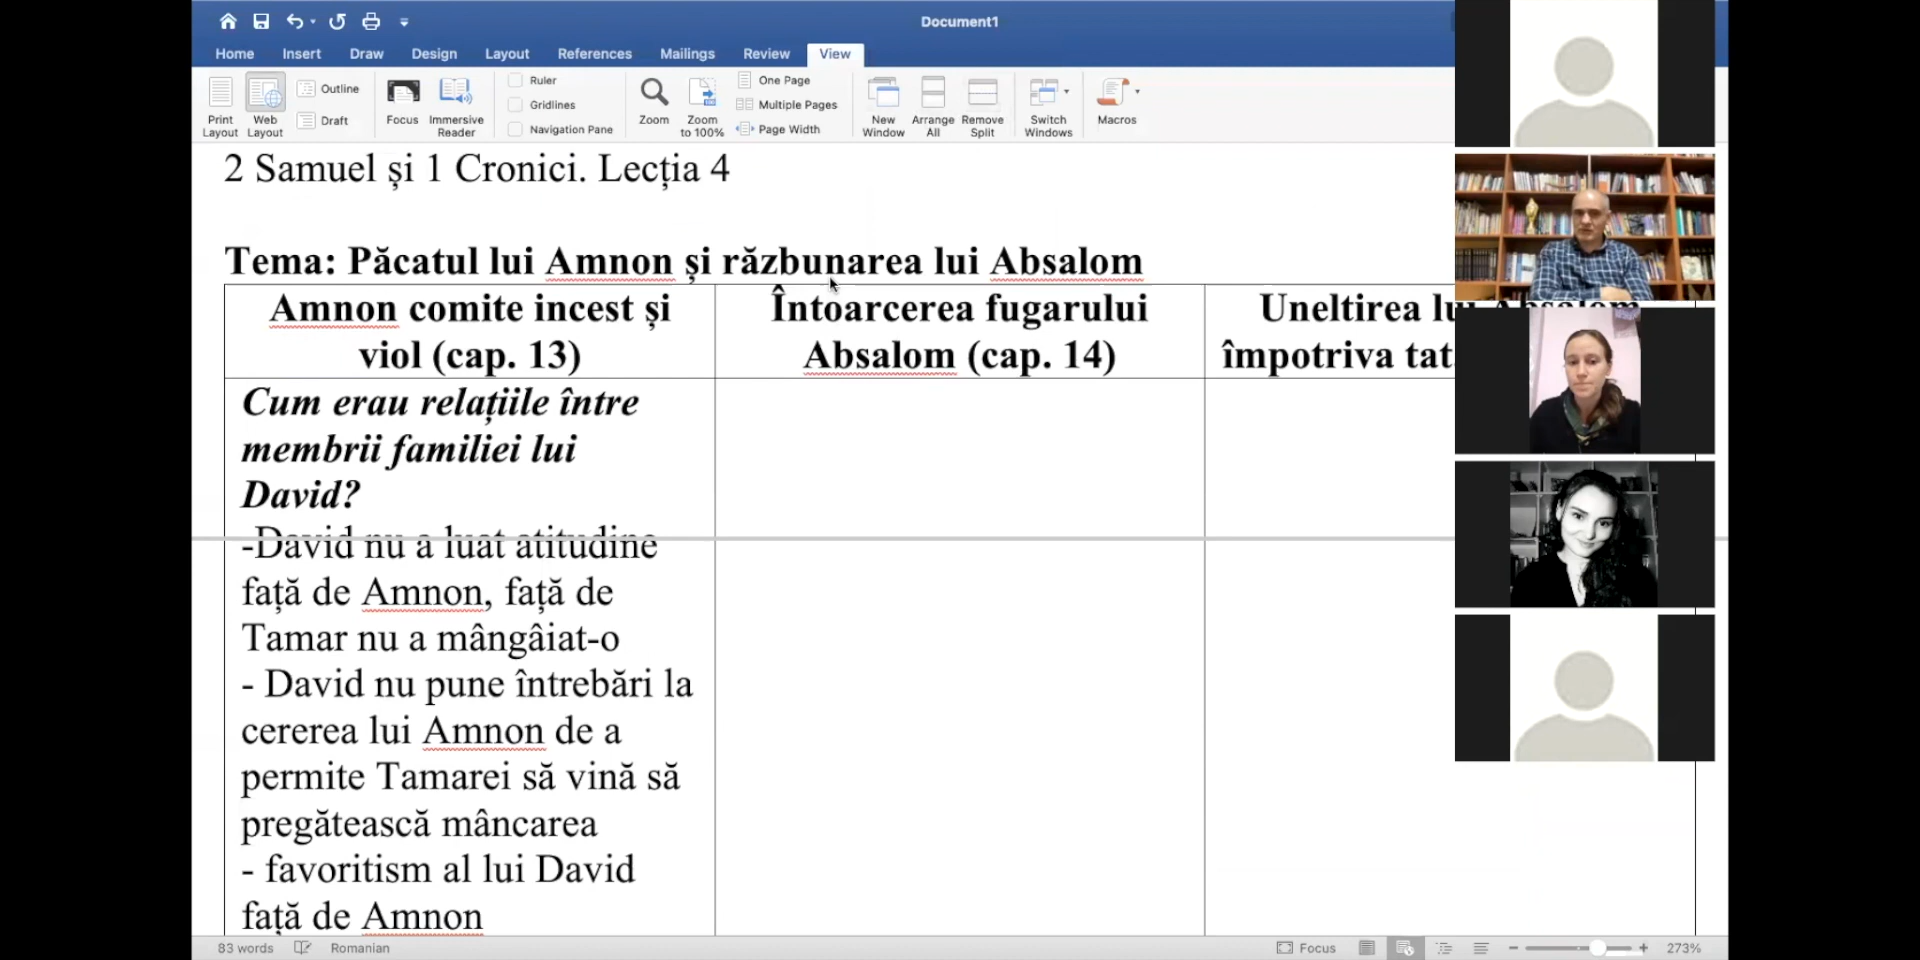 Document1
Home Insert Draw Design Layout References Mailings Review View
Print Layout
Web Layout
Outline
Draft
Focus
Immersive Reader
Ruler
Gridlines
Navigation Pane
Zoom
Zoom to 100%
One Page
Multiple Pages
Page Width
New Window
Arrange All
Remove Split
Switch Windows
Macros
2 Samuel și 1 Cronici. Lecția 4
Tema: Păcatul lui Amnon și răzbunarea lui Absalom
Amnon comite incest și
viol (cap. 13)
Întoarcerea fugarului
Absalom (cap. 14)
Uneltirea lui Absalom
împotriva tat
Cum erau relațiile între
membrii familiei lui
David?
-David nu a luat atitudine
față de Amnon, față de
Tamar nu a mângâiat-o
- David nu pune întrebări la
cererea lui Amnon de a
permite Tamarei să vină să
pregătească mâncarea
- favoritism al lui David
față de Amnon
83 words Romanian Focus 273%